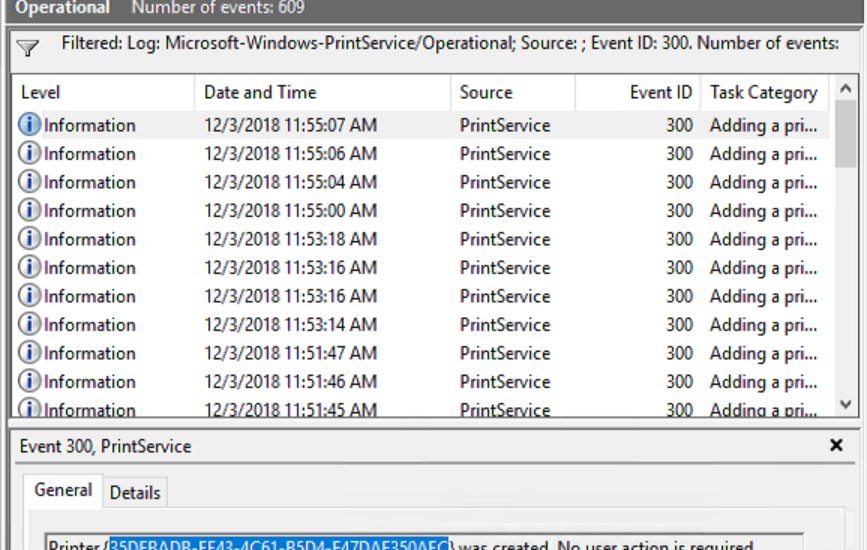 Operational Number of events: 609
Filtered: Log: Microsoft-Windows-PrintService/Operational; Source: ; Event ID: 300. Number of events:
Level Date and Time Source Event ID Task Category
Information 12/3/2018 11:55:07 AM PrintService 300 Adding a pri...
Information 12/3/2018 11:55:06 AM PrintService 300 Adding a pri...
Information 12/3/2018 11:55:04 AM PrintService 300 Adding a pri...
Information 12/3/2018 11:55:00 AM PrintService 300 Adding a pri...
Information 12/3/2018 11:53:18 AM PrintService 300 Adding a pri...
Information 12/3/2018 11:53:16 AM PrintService 300 Adding a pri...
Information 12/3/2018 11:53:16 AM PrintService 300 Adding a pri...
Information 12/3/2018 11:53:14 AM PrintService 300 Adding a pri...
Information 12/3/2018 11:51:47 AM PrintService 300 Adding a pri...
Information 12/3/2018 11:51:46 AM PrintService 300 Adding a pri...
Information 12/3/2018 11:51:45 AM PrintService 300 Adding a pri...
Event 300, PrintService
General Details
Printer was created. No user action is required.